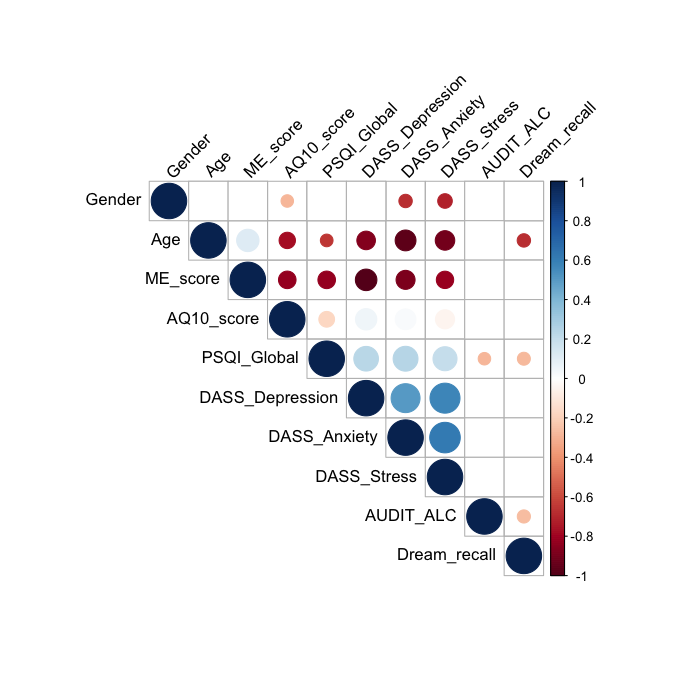 Gender
Age
ME_score
AQ10_score
PSQI_Global
DASS_Depression
DASS_Anxiety
DASS_Stress
AUDIT_ALC
Dream_recall
Gender
Age
ME_score
AQ10_score
PSQI_Global
DASS_Depression
DASS_Anxiety
DASS_Stress
AUDIT_ALC
Dream_recall
1
0.8
0.6
0.4
0.2
0
-0.2
-0.4
-0.6
-0.8
-1